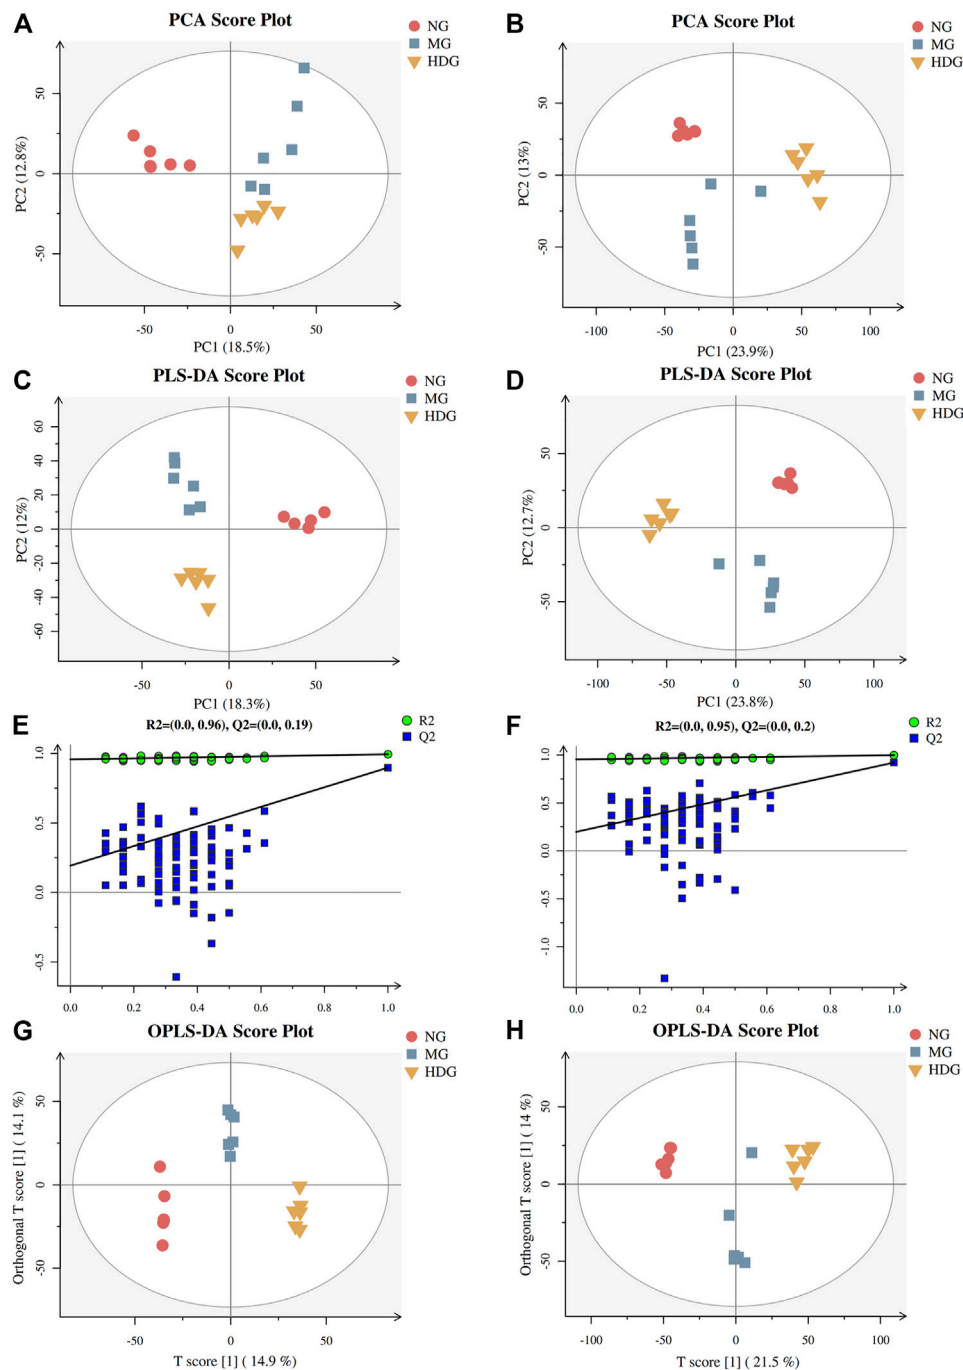 A
PCA Score Plot
NG
MG
HDG
50
0
-50
PC2 (12.8%)
-50
0
50
PC1 (18.5%)
B
PCA Score Plot
NG
MG
HDG
50
0
-50
PC2 (13%)
-100
-50
0
50
100
PC1 (23.9%)
C
PLS-DA Score Plot
NG
MG
HDG
60
40
20
0
-20
-40
-60
PC2 (12%)
-50
0
50
PC1 (18.3%)
D
PLS-DA Score Plot
NG
MG
HDG
50
0
-50
PC2 (12.7%)
-100
-50
0
50
100
PC1 (23.8%)
E
R2=(0.0, 0.96), Q2=(0.0, 0.19)
R2
Q2
1.0
0.5
0.0
-0.5
0.0
0.2
0.4
0.6
0.8
1.0
F
R2=(0.0, 0.95), Q2=(0.0, 0.2)
R2
Q2
1.0
0.5
0.0
-0.5
-1.0
0.0
0.2
0.4
0.6
0.8
1.0
G
OPLS-DA Score Plot
NG
MG
HDG
50
0
-50
Orthogonal T score [1] ( 14.1 %)
-50
0
50
T score [1] ( 14.9 %)
H
OPLS-DA Score Plot
NG
MG
HDG
50
0
-50
Orthogonal T score [1] ( 14 %)
-100
-50
0
50
100
T score [1] ( 21.5 %)